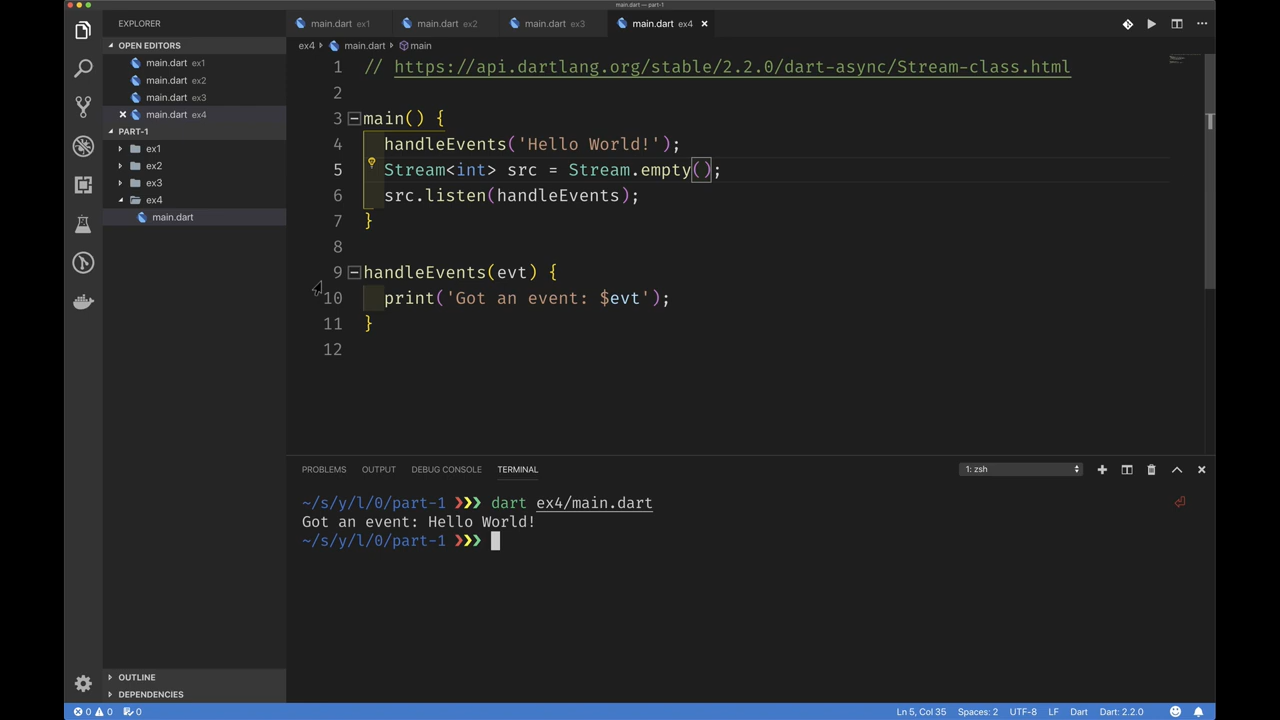 main.dart — part-1
EXPLORER
main.dart ex1
main.dart ex2
main.dart ex3
main.dart ex4
OPEN EDITORS
main.dart ex1
main.dart ex2
main.dart ex3
main.dart ex4
PART-1
ex1
ex2
ex3
ex4
main.dart
OUTLINE
DEPENDENCIES
ex4 main.dart main
1 // https://api.dartlang.org/stable/2.2.0/dart-async/Stream-class.html
2
3 main() {
4 handleEvents('Hello World!');
5 Stream<int> src = Stream.empty();
6 src.listen(handleEvents);
7 }
8
9 handleEvents(evt) {
10 print('Got an event: $evt');
11 }
12
PROBLEMS OUTPUT DEBUG CONSOLE TERMINAL 1: zsh
~/s/y/l/0/part-1 ❯❯❯ dart ex4/main.dart
Got an event: Hello World!
~/s/y/l/0/part-1 ❯❯❯
0 0 0 Ln 5, Col 35 Spaces: 2 UTF-8 LF Dart Dart: 2.2.0